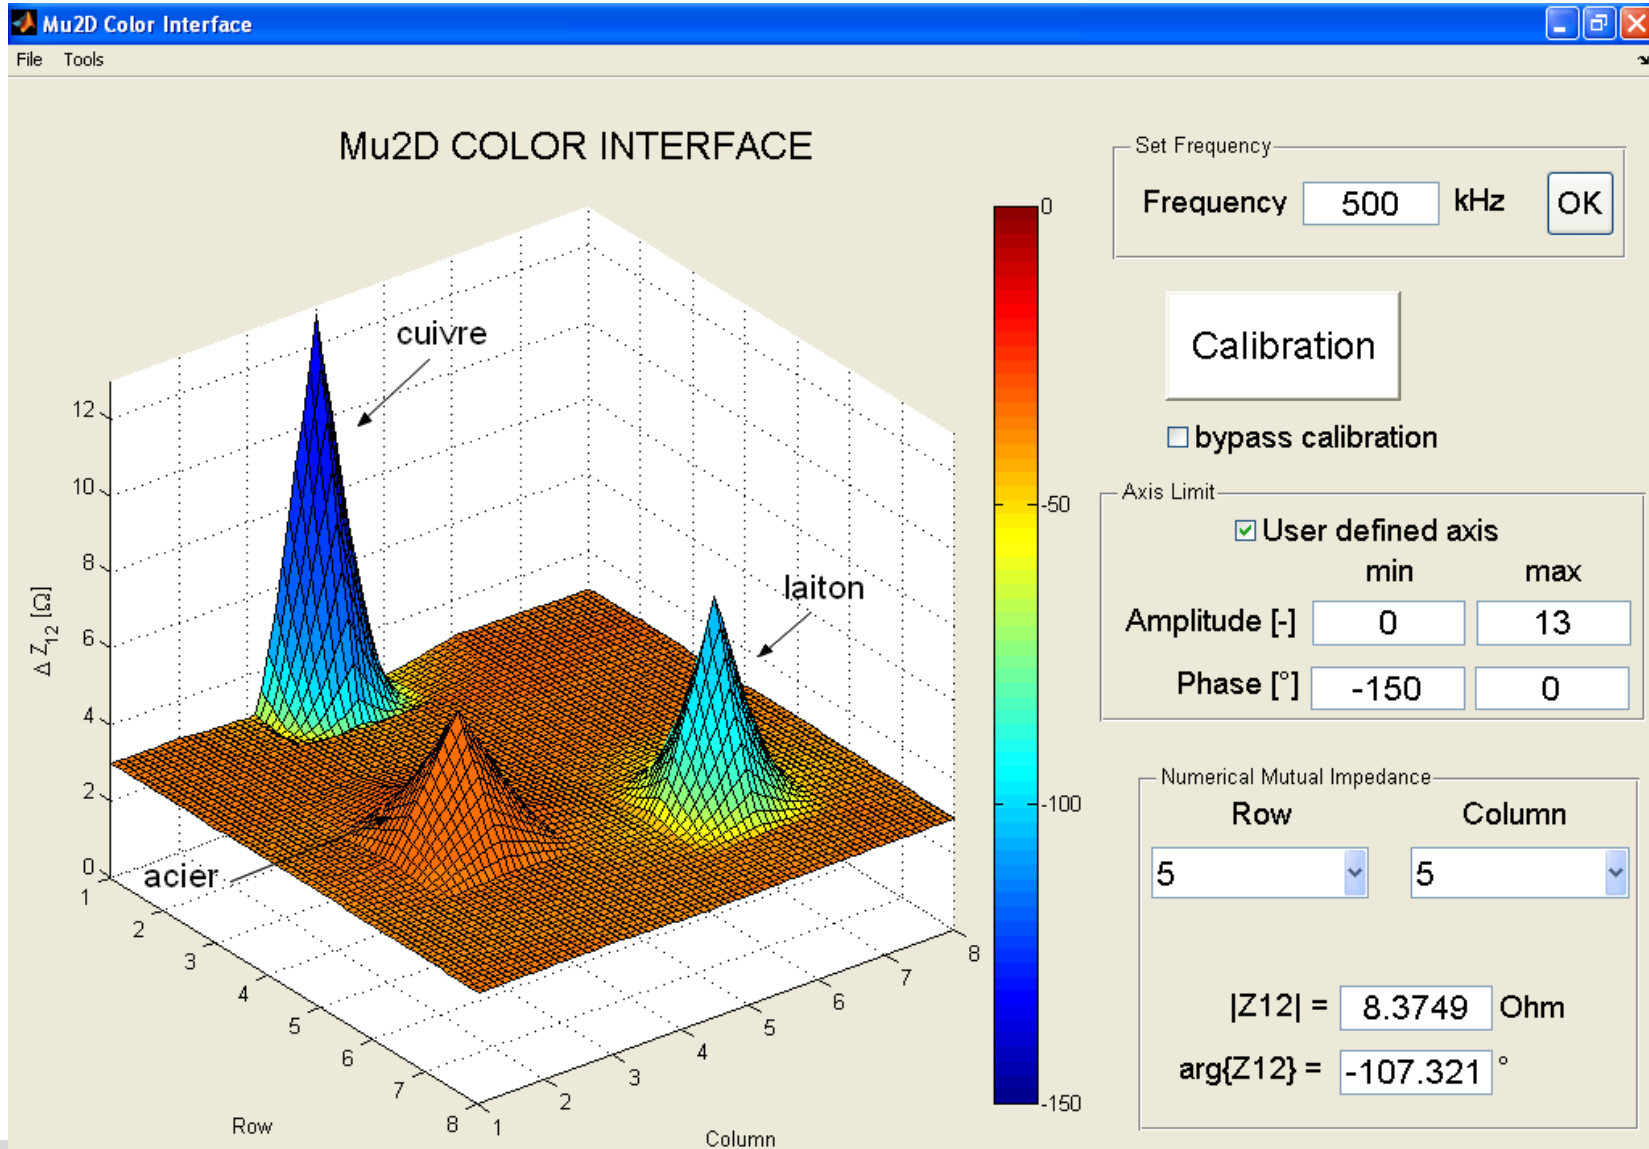 Mu2D Color Interface
File Tools
Mu2D COLOR INTERFACE
cuivre
laiton
acier
Δ Z12 [Ω]
12
10
8
6
4
2
0
1
2
3
4
5
6
7
8
Row
1
2
3
4
5
6
7
8
Column
0
-50
-100
-150
Set Frequency
Frequency 500 kHz OK
Calibration
bypass calibration
Axis Limit
User defined axis
min max
Amplitude [-] 0 13
Phase [°] -150 0
Numerical Mutual Impedance
Row Column
5 5
|Z12| = 8.3749 Ohm
arg{Z12} = -107.321 °